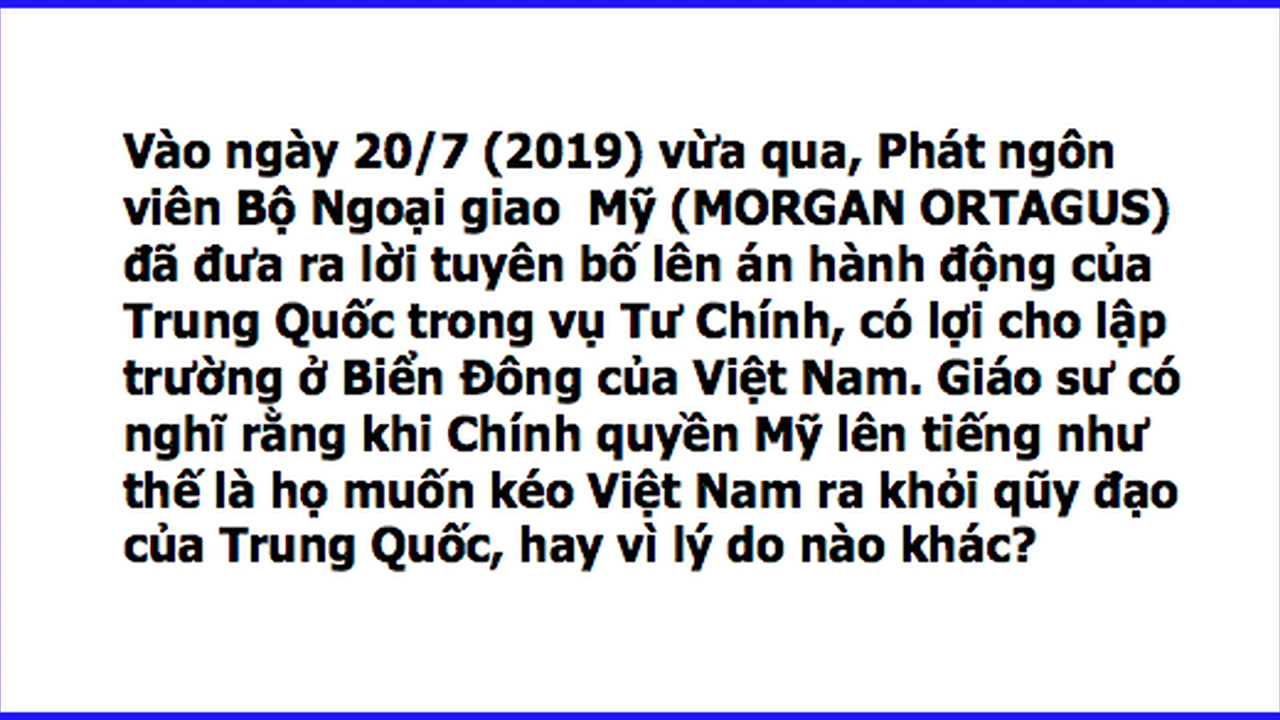 Vào ngày 20/7 (2019) vừa qua, Phát ngôn
viên Bộ Ngoại giao  Mỹ (MORGAN ORTAGUS)
đã đưa ra lời tuyên bố lên án hành động của
Trung Quốc trong vụ Tư Chính, có lợi cho lập
trường ở Biển Đông của Việt Nam. Giáo sư có
nghĩ rằng khi Chính quyền Mỹ lên tiếng như
thế là họ muốn kéo Việt Nam ra khỏi qũy đạo
của Trung Quốc, hay vì lý do nào khác?